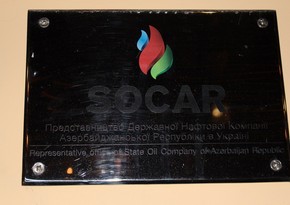 SOCAR
Представництво Державної Нафтової Компанії
Азербайджанської Республіки в Україні
Representative office of State Oil Company of Azerbaijan Republic